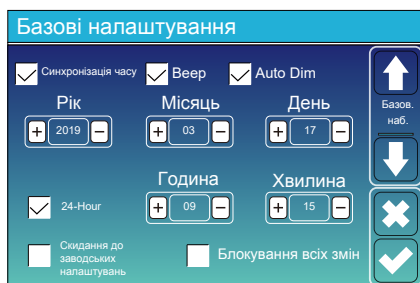 Базові налаштування
Синхронізація часу Beep Auto Dim
Рік Місяць День
+ 2019 − + 03 − + 17 −
Базов.
наб.
Година Хвилина
24-Hour + 09 − + 15 −
Скидання до
заводських
налаштувань
Блокування всіх змін